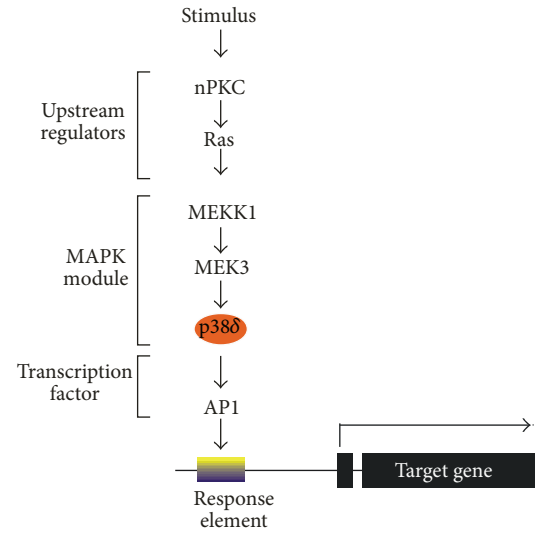 Stimulus
nPKC
Upstream
regulators
Ras
MEKK1
MAPK
module
MEK3
p38δ
Transcription
factor
AP1
Target gene
Response
element